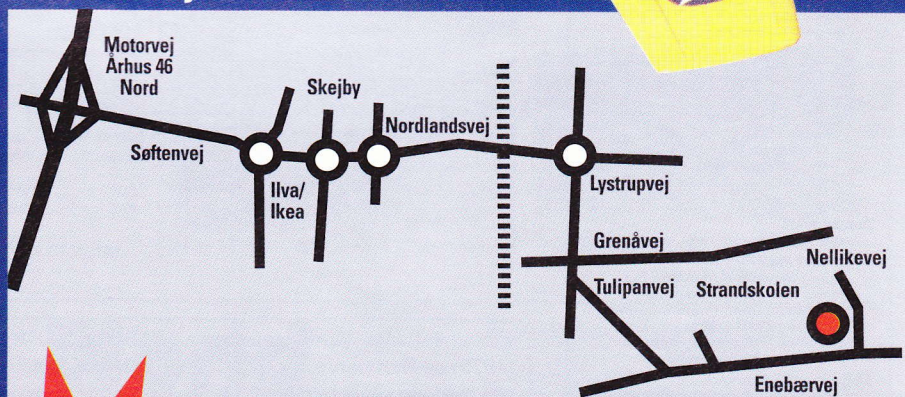 Motorvej
Århus 46
Nord
Skejby
Nordlandsvej
Søftenvej
Ilva/
Ikea
Lystrupvej
Grenåvej
Nellikevej
Tulipanvej
Strandskolen
Enebærvej